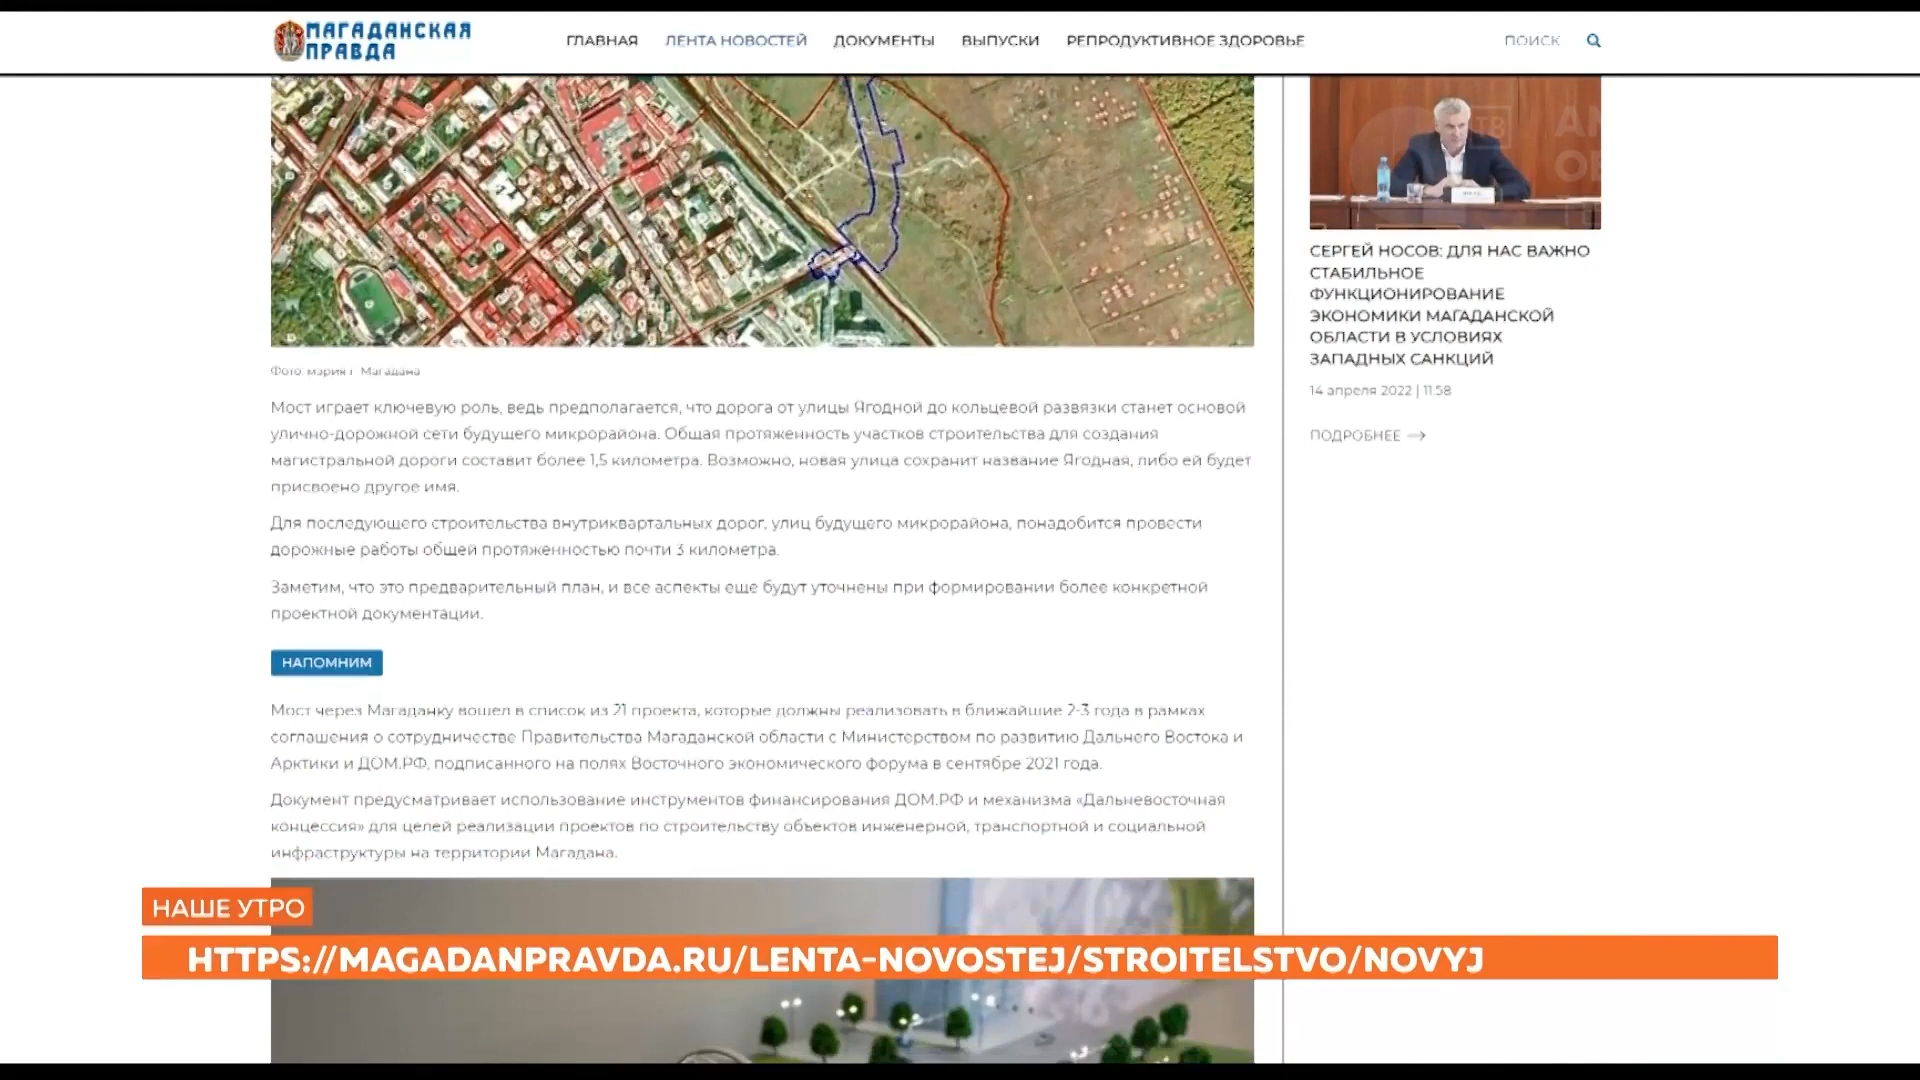 МАГАДАНСКАЯ
ПРАВДА
ГЛАВНАЯ ЛЕНТА НОВОСТЕЙ ДОКУМЕНТЫ ВЫПУСКИ РЕПРОДУКТИВНОЕ ЗДОРОВЬЕ ПОИСК
Фото: мэрия г. Магадана
Мост играет ключевую роль, ведь предполагается, что дорога от улицы Ягодной до кольцевой развязки станет основой
улично-дорожной сети будущего микрорайона. Общая протяженность участков строительства для создания
магистральной дороги составит более 1,5 километра. Возможно, новая улица сохранит название Ягодная, либо ей будет
присвоено другое имя.
Для последующего строительства внутриквартальных дорог, улиц будущего микрорайона, понадобится провести
дорожные работы общей протяженностью почти 3 километра.
Заметим, что это предварительный план, и все аспекты еще будут уточнены при формировании более конкретной
проектной документации.
НАПОМНИМ
Мост через Магаданку вошел в список из 21 проекта, которые должны реализовать в ближайшие 2-3 года в рамках
соглашения о сотрудничестве Правительства Магаданской области с Министерством по развитию Дальнего Востока и
Арктики и ДОМ.РФ, подписанного на полях Восточного экономического форума в сентябре 2021 года.
Документ предусматривает использование инструментов финансирования ДОМ.РФ и механизма «Дальневосточная
концессия» для целей реализации проектов по строительству объектов инженерной, транспортной и социальной
инфраструктуры на территории Магадана.
ТВ
СЕРГЕЙ НОСОВ: ДЛЯ НАС ВАЖНО
СТАБИЛЬНОЕ
ФУНКЦИОНИРОВАНИЕ
ЭКОНОМИКИ МАГАДАНСКОЙ
ОБЛАСТИ В УСЛОВИЯХ
ЗАПАДНЫХ САНКЦИЙ
14 апреля 2022 | 11:58
ПОДРОБНЕЕ
НАШЕ УТРО
HTTPS://MAGADANPRAVDA.RU/LENTA-NOVOSTEJ/STROITELSTVO/NOVYJ